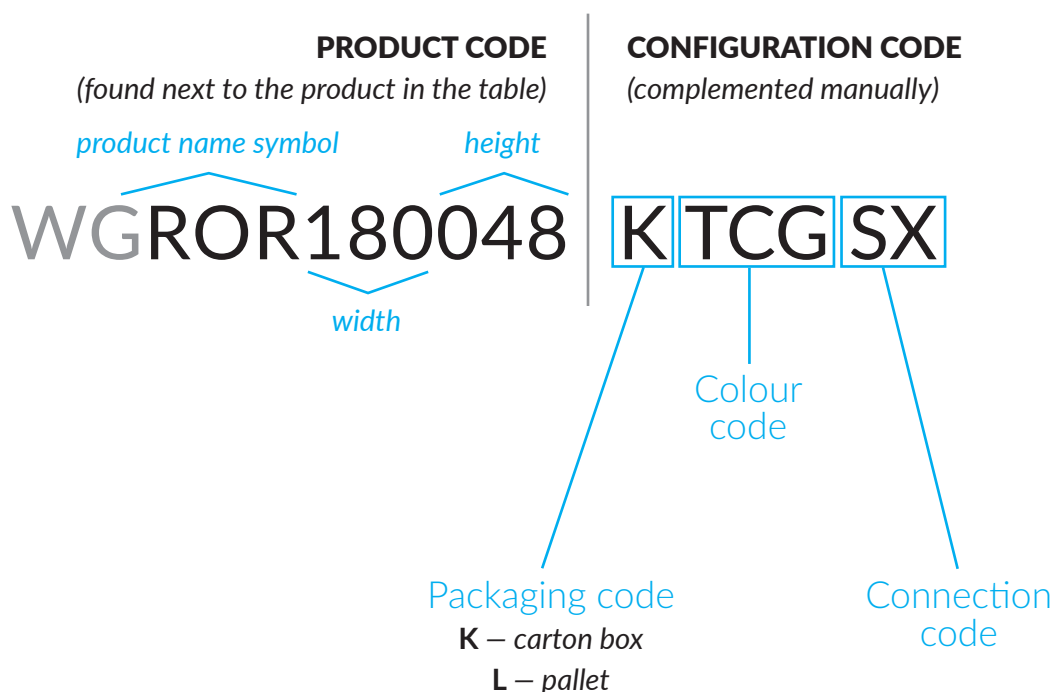 PRODUCT CODE
(found next to the product in the table)
CONFIGURATION CODE
(complemented manually)
product name symbol
height
WGROR180048
K TCG SX
width
Colour
code
Packaging code
K – carton box
L – pallet
Connection
code